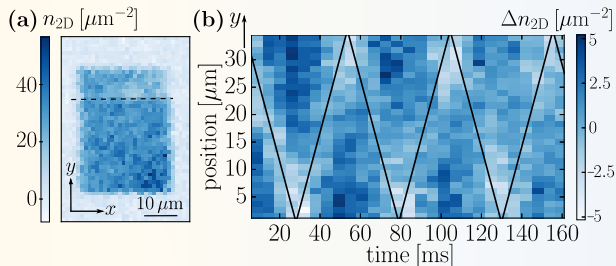 (a) n2D [μm−2]
40
20
0
y
x
10 μm
(b) y
Δn2D [μm−2]
position [μm]
30
25
20
15
10
5
20 40 60 80 100 120 140 160
time [ms]
5
2.5
0
−2.5
−5